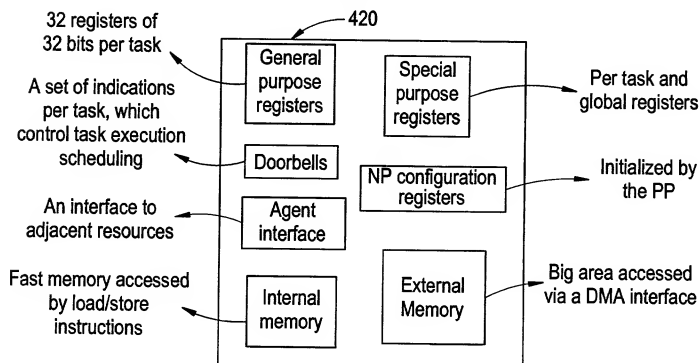 32 registers of
32 bits per task
420
General
purpose
registers
Special
purpose
registers
Per task and
global registers
A set of indications
per task, which
control task execution
scheduling
Doorbells
NP configuration
registers
Initialized by
the PP
An interface to
adjacent resources
Agent
interface
Fast memory accessed
by load/store
instructions
Internal
memory
External
Memory
Big area accessed
via a DMA interface